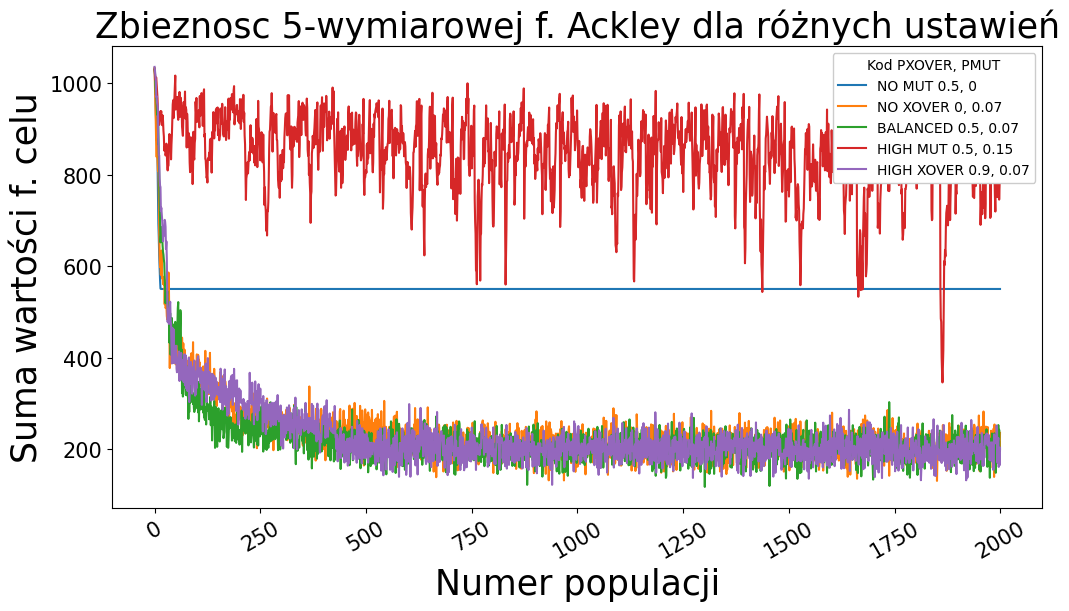 Zbieznosc 5-wymiarowej f. Ackley dla różnych ustawień
Suma wartości f. celu
1000
800
600
400
200
Kod PXOVER, PMUT
NO MUT 0.5, 0
NO XOVER 0, 0.07
BALANCED 0.5, 0.07
HIGH MUT 0.5, 0.15
HIGH XOVER 0.9, 0.07
0
250
500
750
1000
1250
1500
1750
2000
Numer populacji